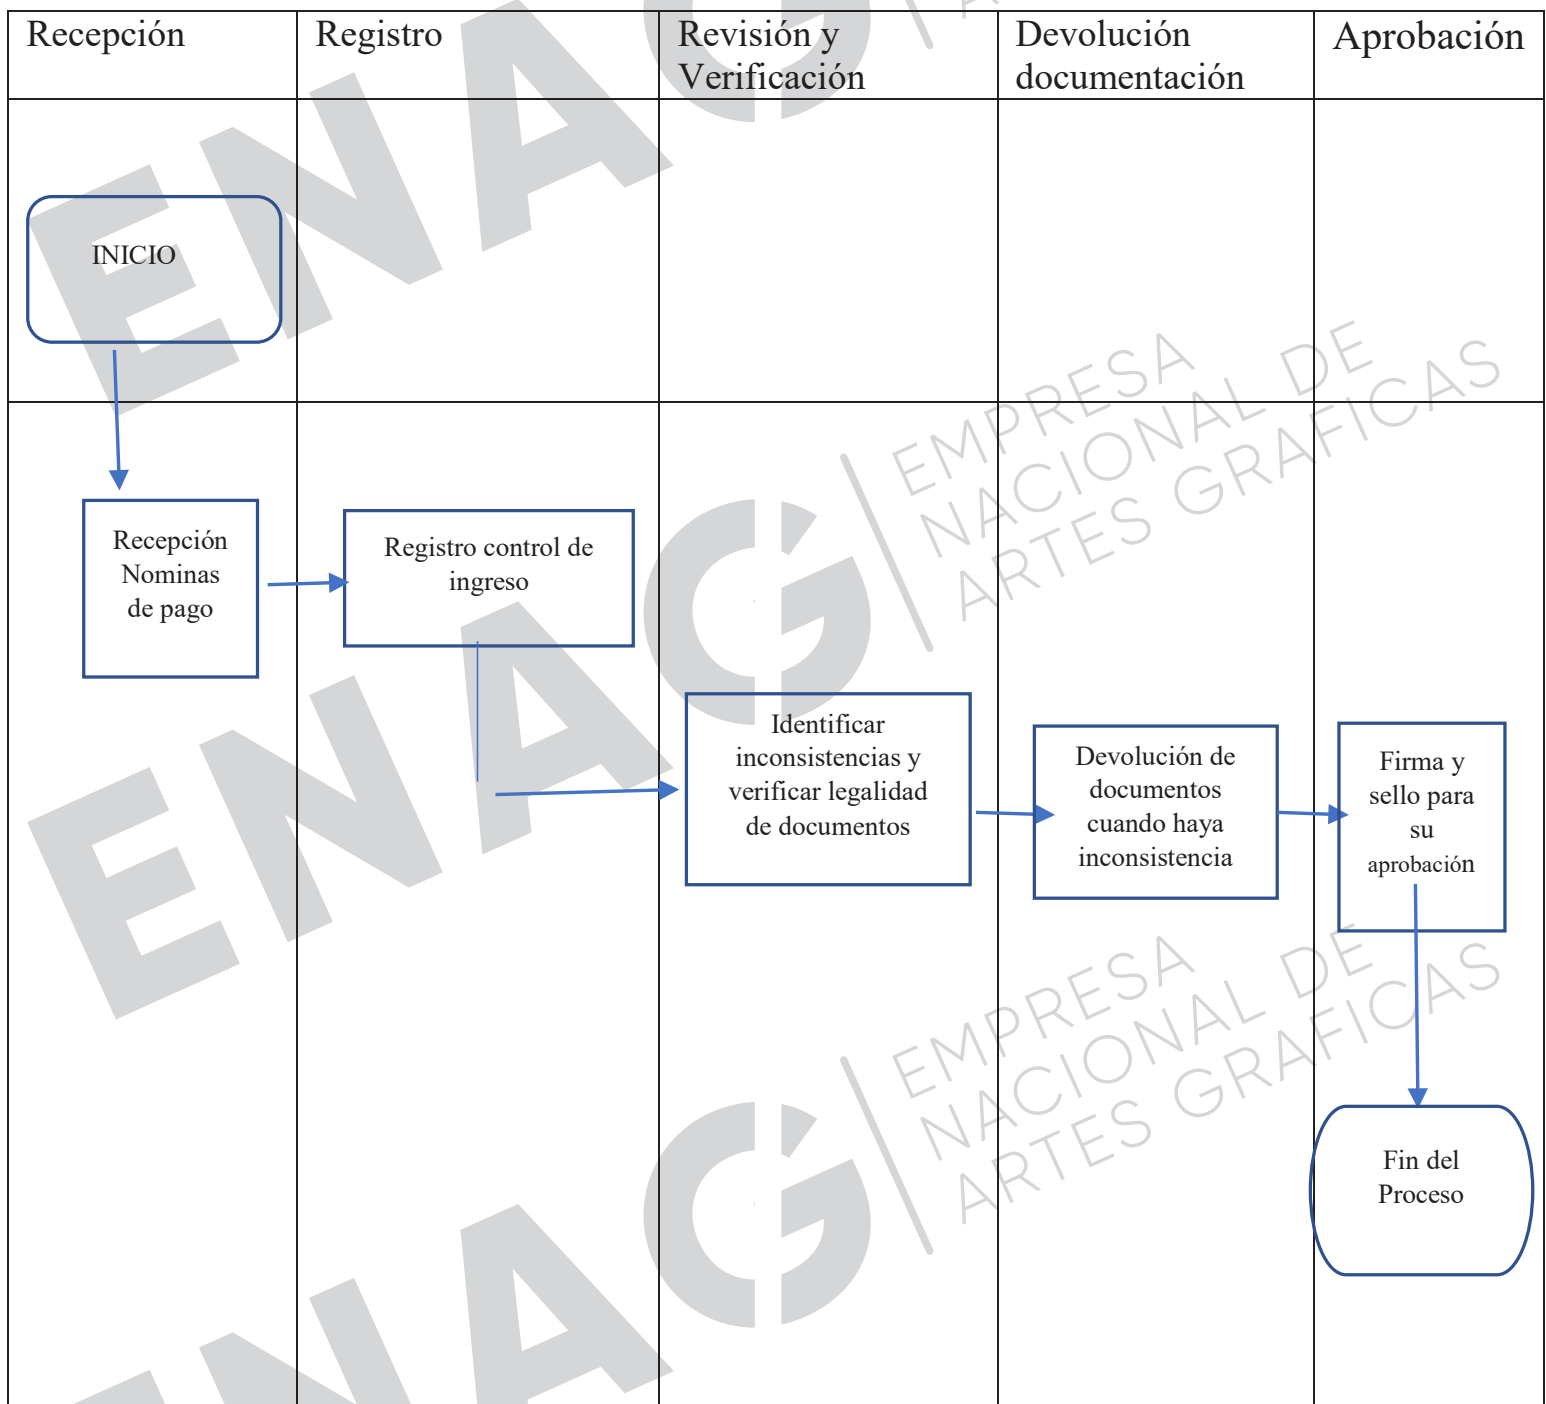 Recepción
Registro
Revisión y
Verificación
Devolución
documentación
Aprobación
INICIO
Recepción
Nominas
de pago
Registro control de
ingreso
Identificar
inconsistencias y
verificar legalidad
de documentos
Devolución de
documentos
cuando haya
inconsistencia
Firma y
sello para
su
aprobación
Fin del
Proceso
ENAG
ENAG
EMPRESA
NACIONAL DE
ARTES GRAFICAS
ENAG
EMPRESA
NACIONAL DE
ARTES GRAFICAS